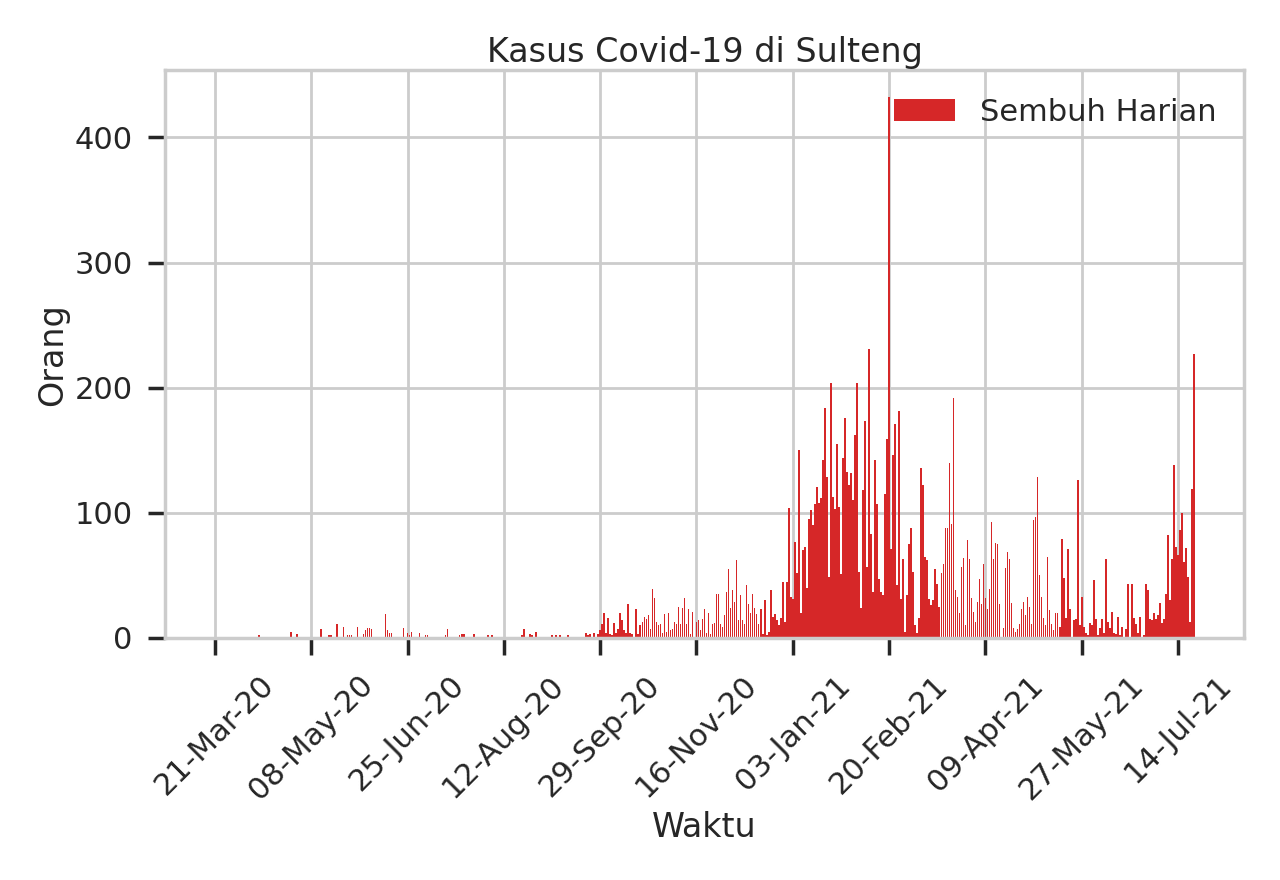 Kasus Covid-19 di Sulteng
Sembuh Harian
400
300
200
100
0
Orang
21-Mar-20
08-May-20
25-Jun-20
12-Aug-20
29-Sep-20
16-Nov-20
03-Jan-21
20-Feb-21
09-Apr-21
27-May-21
14-Jul-21
Waktu